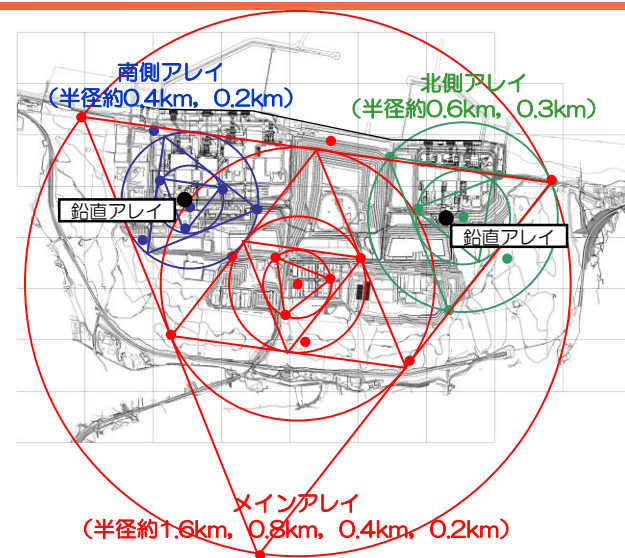 南側アレイ
（半径約0.4km，0.2km）
北側アレイ
（半径約0.6km，0.3km）
鉛直アレイ
鉛直アレイ
メインアレイ
（半径約1.6km，0.8km，0.4km，0.2km）